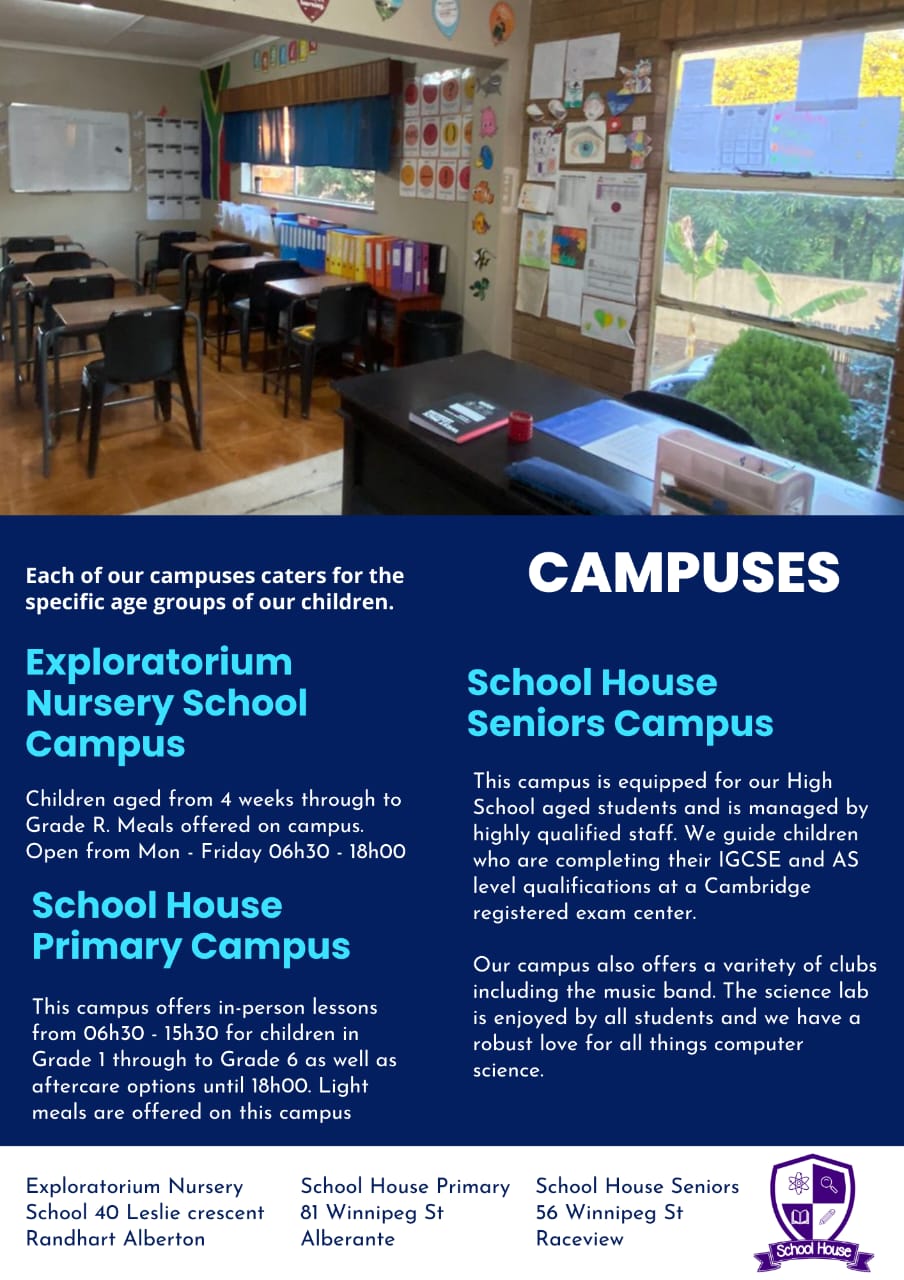 Each of our campuses caters for the
specific age groups of our children.
CAMPUSES
Exploratorium
Nursery School
Campus
Children aged from 4 weeks through to
Grade R. Meals offered on campus.
Open from Mon - Friday 06h30 - 18h00
School House
Primary Campus
This campus offers in-person lessons
from 06h30 - 15h30 for children in
Grade 1 through to Grade 6 as well as
aftercare options until 18h00. Light
meals are offered on this campus
School House
Seniors Campus
This campus is equipped for our High
School aged students and is managed by
highly qualified staff. We guide children
who are completing their IGCSE and AS
level qualifications at a Cambridge
registered exam center.
Our campus also offers a varitety of clubs
including the music band. The science lab
is enjoyed by all students and we have a
robust love for all things computer
science.
Exploratorium Nursery
School 40 Leslie crescent
Randhart Alberton
School House Primary
81 Winnipeg St
Alberante
School House Seniors
56 Winnipeg St
Raceview
School House